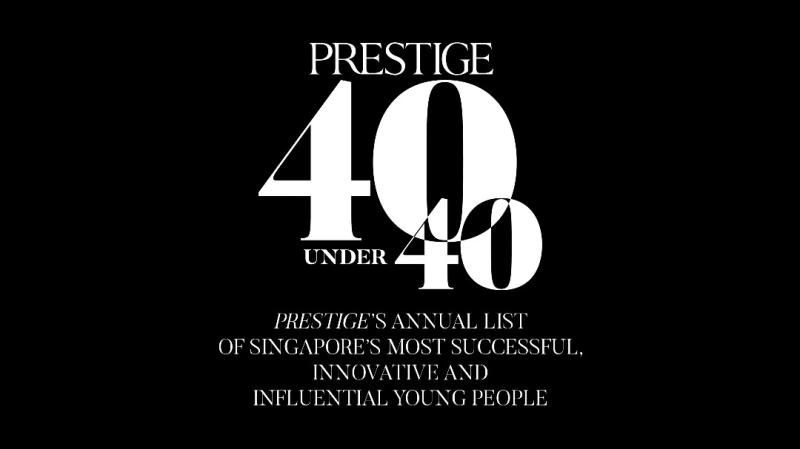 PRESTIGE
40
UNDER 40
PRESTIGE'S ANNUAL LIST
OF SINGAPORE'S MOST SUCCESSFUL,
INNOVATIVE AND
INFLUENTIAL YOUNG PEOPLE